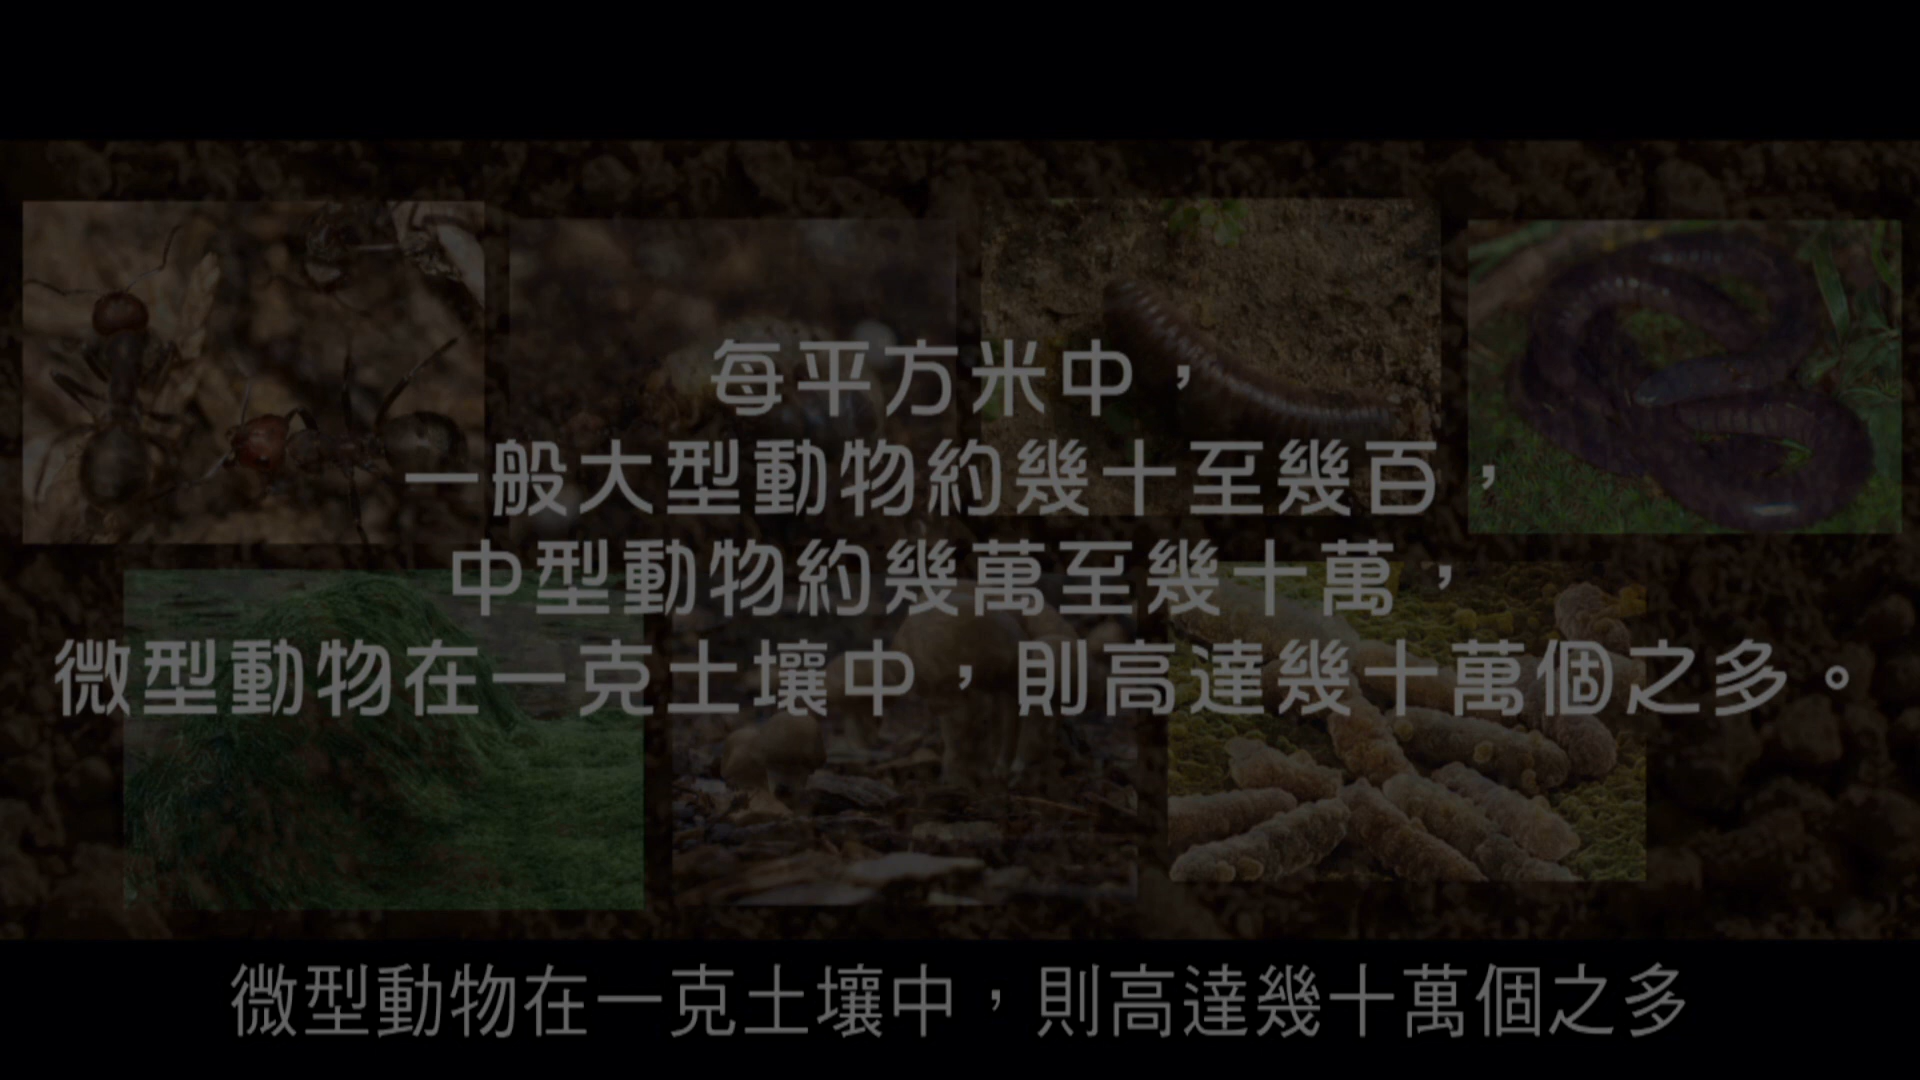 每平方米中，
一般大型動物約幾十至幾百，
中型動物約幾萬至幾十萬，
微型動物在一克土壤中，則高達幾十萬個之多。
微型動物在一克土壤中，則高達幾十萬個之多